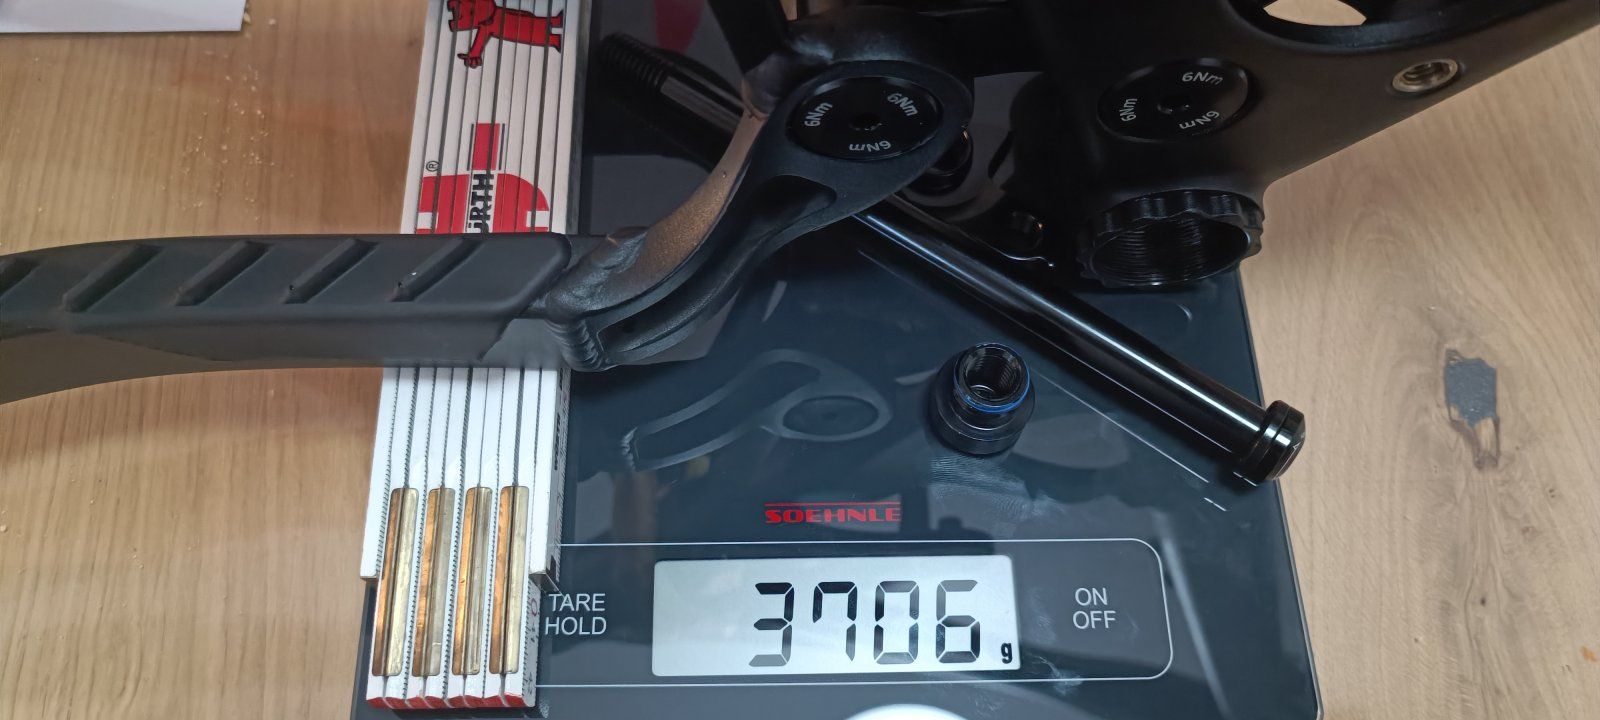 ®
ÜRTH
6Nm
6Nm
6Nm
6Nm
6Nm
6Nm
SOEHNLE
TARE
HOLD
3706 g
ON
OFF